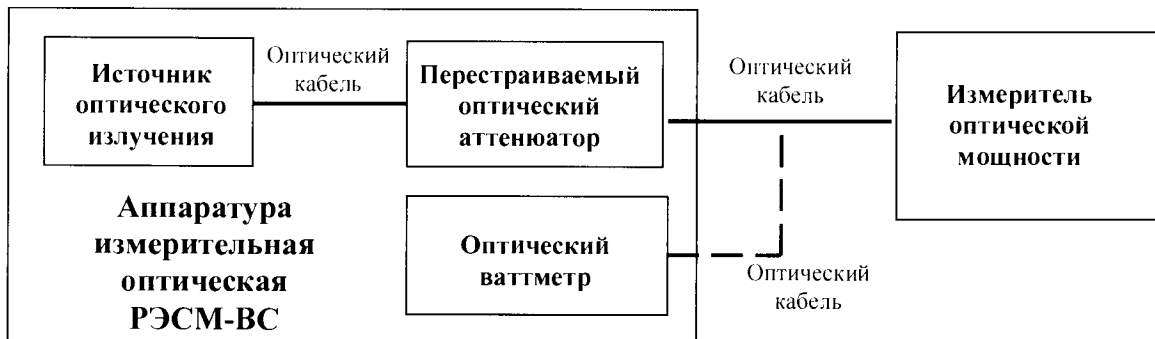 Источник
оптического
излучения
Оптический
кабель
Перестраиваемый
оптический
аттенюатор
Оптический
кабель
Измеритель
оптической
мощности
Аппаратура
измерительная
оптическая
РЭСМ-ВС
Оптический
ваттметр
Оптический
кабель